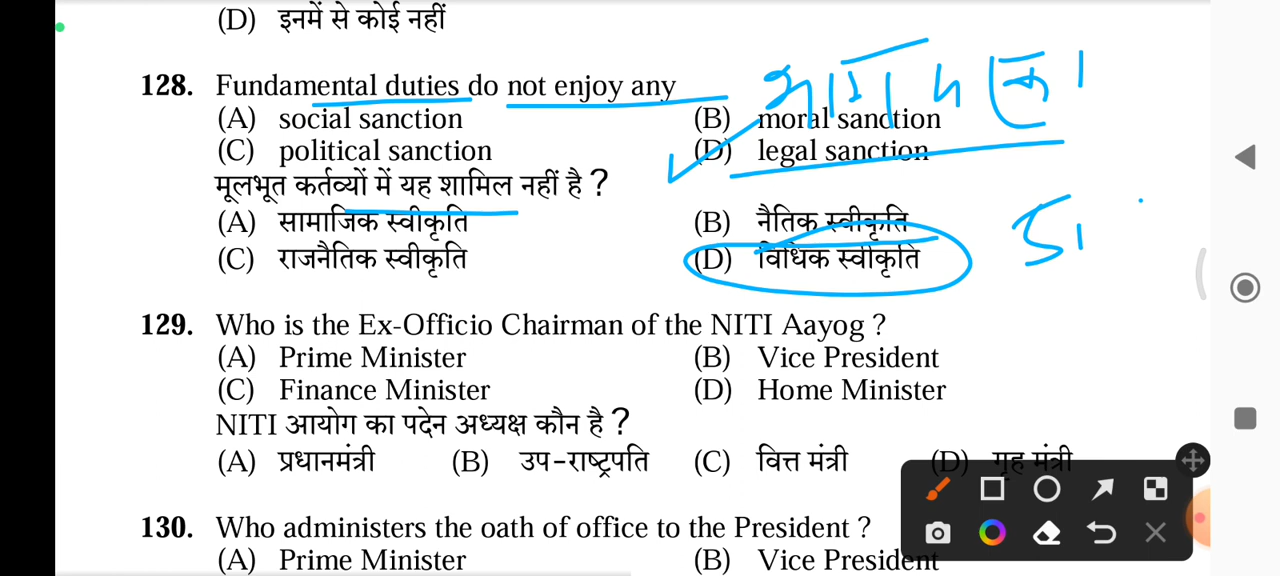 (D) इनमें से कोई नहीं
128. Fundamental duties do not enjoy any
(A) social sanction (B) moral sanction
(C) political sanction (D) legal sanction
मूलभूत कर्तव्यों में यह शामिल नहीं है ?
(A) सामाजिक स्वीकृति (B) नैतिक स्वीकृति
(C) राजनैतिक स्वीकृति (D) विधिक स्वीकृति
129. Who is the Ex-Officio Chairman of the NITI Aayog ?
(A) Prime Minister (B) Vice President
(C) Finance Minister (D) Home Minister
NITI आयोग का पदेन अध्यक्ष कौन है ?
(A) प्रधानमंत्री (B) उप-राष्ट्रपति (C) वित्त मंत्री (D) गृह मंत्री
130. Who administers the oath of office to the President ?
(A) Prime Minister (B) Vice President